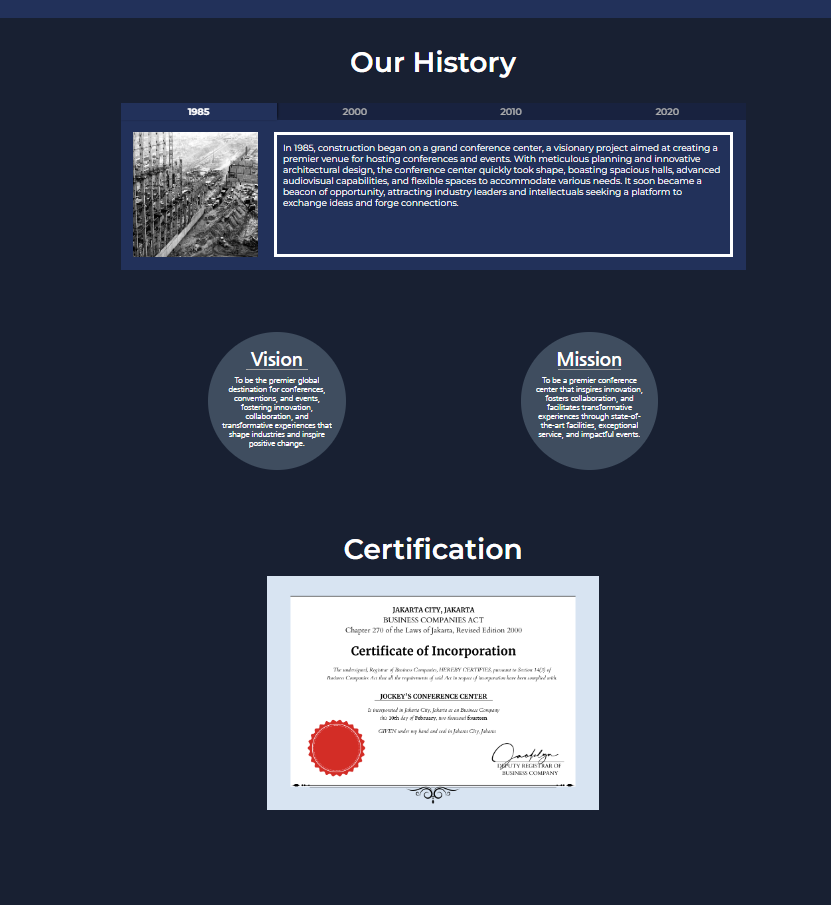 Our History
1985
2000
2010
2020
In 1985, construction began on a grand conference center, a visionary project aimed at creating a
premier venue for hosting conferences and events. With meticulous planning and innovative
architectural design, the conference center quickly took shape, boasting spacious halls, advanced
audiovisual capabilities, and flexible spaces to accommodate various needs. It soon became a
beacon of opportunity, attracting industry leaders and intellectuals seeking a platform to
exchange ideas and forge connections.
Vision
To be the premier global
destination for conferences,
conventions, and events,
fostering innovation,
collaboration, and
transformative experiences that
shape industries and inspire
positive change.
Mission
To be a premier conference
center that inspires innovation,
fosters collaboration, and
facilitates transformative
experiences through state-of-
the-art facilities, exceptional
service, and impactful events.
Certification
JAKARTA CITY, JAKARTA
BUSINESS COMPANIES ACT
Chapter 270 of the Laws of Jakarta, Revised Edition 2000
Certificate of Incorporation
The undersigned, Registrar of Business Companies, HEREBY CERTIFIES, pursuant to Section 14(3) of
Business Companies Act that all the requirements of said Act in respect of incorporation have been complied with.
JOCKEY'S CONFERENCE CENTER
Is incorporated in Jakarta City, Jakarta as an Business Company
this 20th day of February, two thousand fourteen
GIVEN under my hand and seal in Jakarta City, Jakarta
DEPUTY REGISTRAR OF
BUSINESS COMPANY